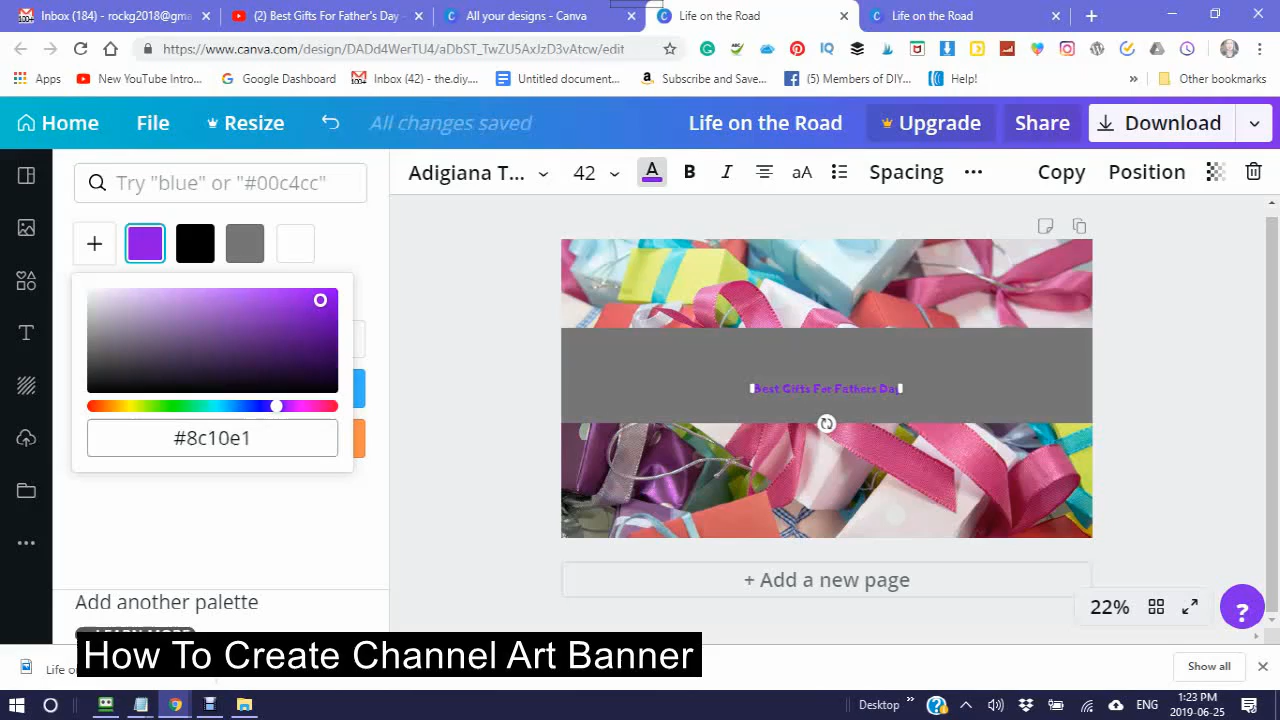 Inbox (184) - rockg2018@gma
(2) Best Gifts For Father's Day -
All your designs - Canva
Life on the Road
Life on the Road
https://www.canva.com/design/DADd4WerTU4/aDbST_TwZU5AxJzD3vAtcw/edit
Apps
New YouTube Intro...
Google Dashboard
Inbox (42) - the.diy....
Untitled document...
Subscribe and Save...
(5) Members of DIY...
Help!
»
Other bookmarks
Home
File
Resize
All changes saved
Life on the Road
Upgrade
Share
Download
Try "blue" or "#00c4cc"
Adigiana T...
42
A
B
I
aA
Spacing
Copy
Position
#8c10e1
Best Gifts For Fathers Day
+ Add a new page
22%
?
Add another palette
LEARN MORE
How To Create Channel Art Banner
Life o
Show all
Desktop
»
ENG
1:23 PM
2019-06-25